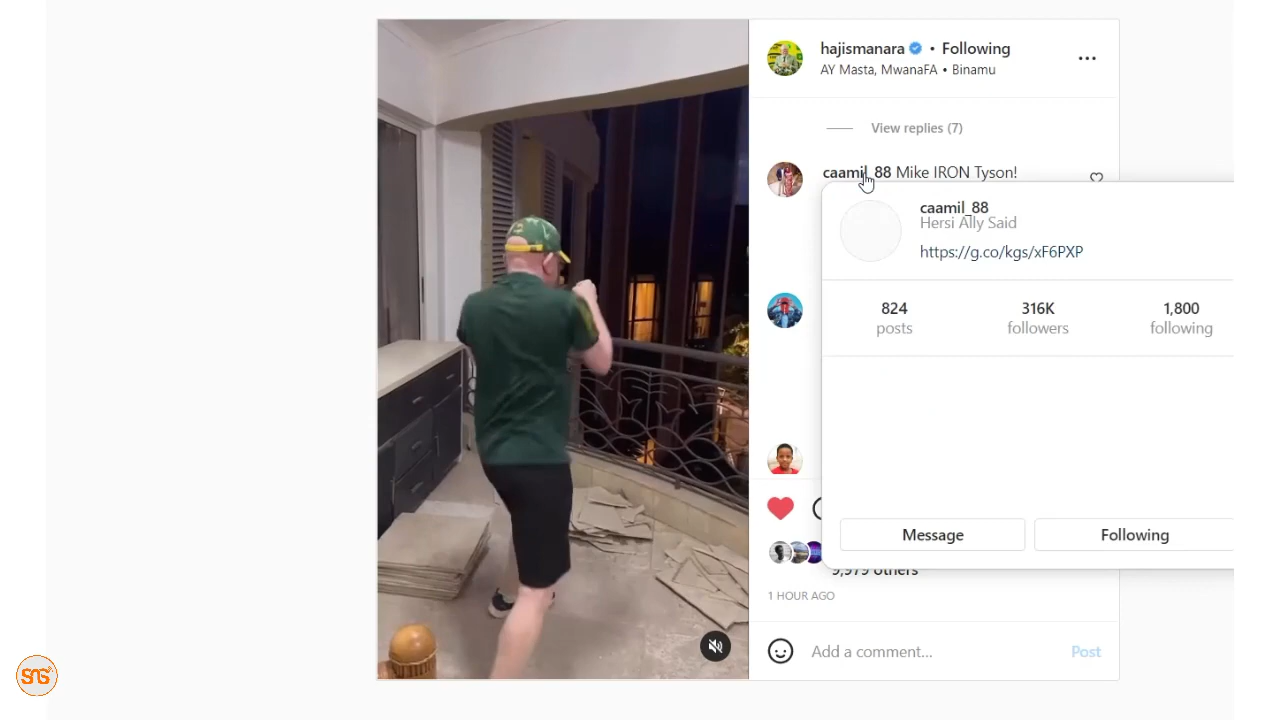 hajismanara • Following
AY Masta, MwanaFA • Binamu
View replies (7)
caamil_88 Mike IRON Tyson!
caamil_88
Hersi Ally Said
https://g.co/kgs/xF6PXP
824 316K 1,800
posts followers following
Message Following
9,979 others
1 HOUR AGO
Add a comment... Post
SNS